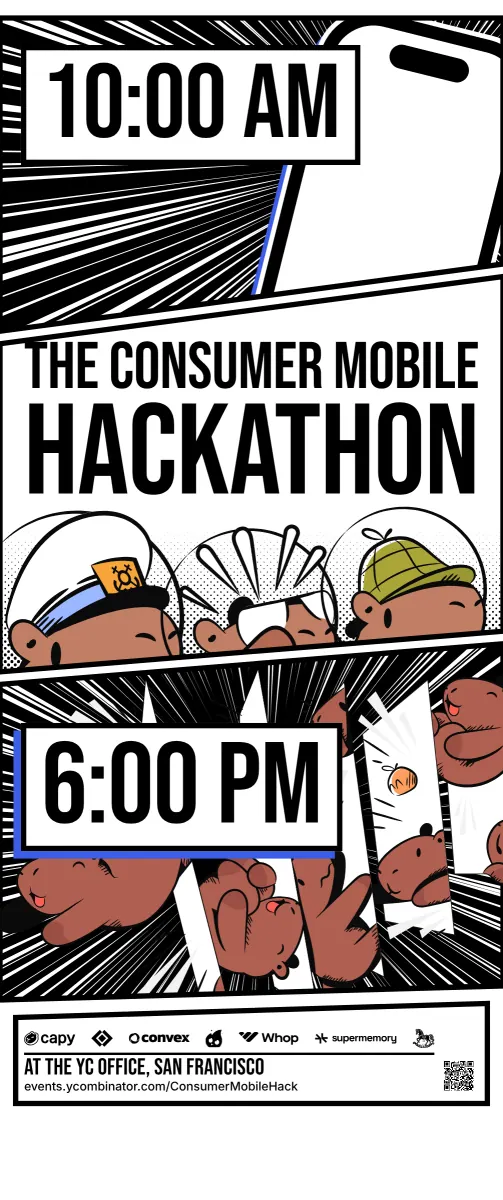 10:00 AM
THE CONSUMER MOBILE
HACKATHON
6:00 PM
capy convex Whop supermemory
AT THE YC OFFICE, SAN FRANCISCO
events.ycombinator.com/ConsumerMobileHack